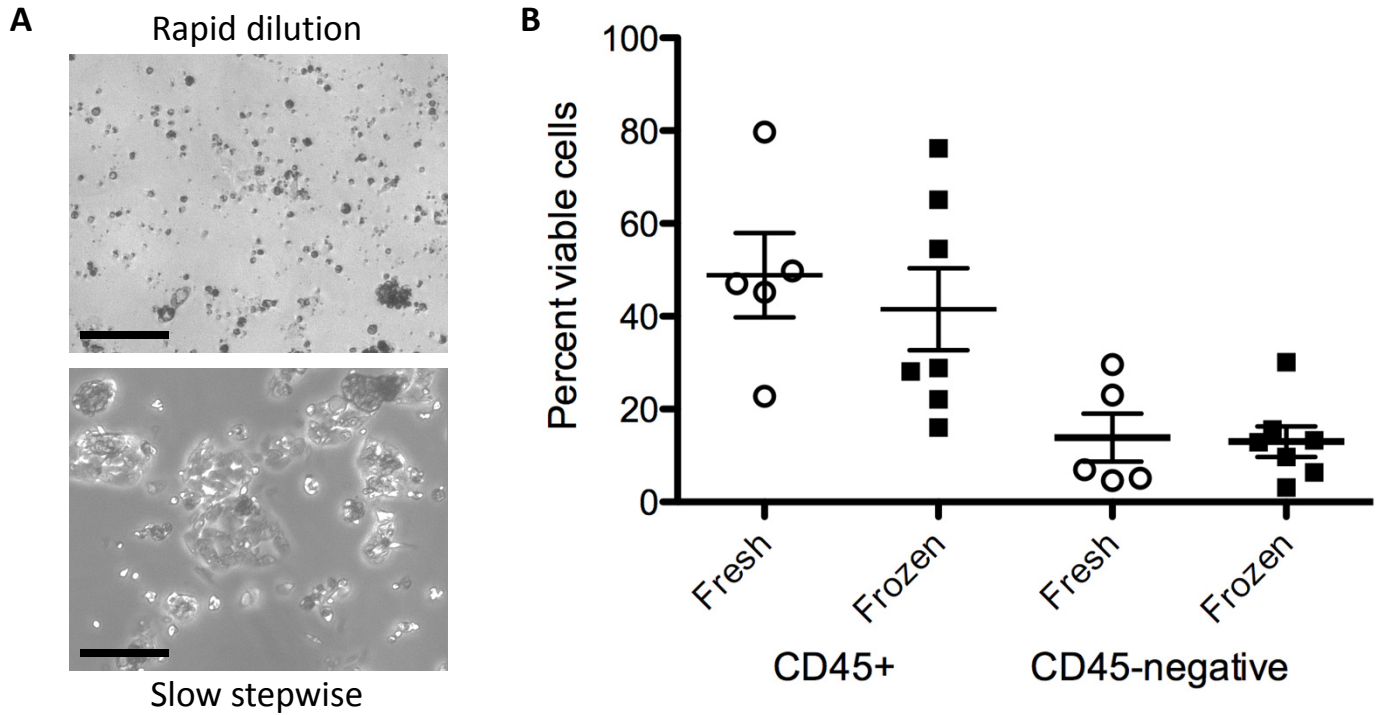 A
Rapid dilution
Slow stepwise
B
Percent viable cells
100
80
60
40
20
0
Fresh
Frozen
Fresh
Frozen
CD45+
CD45-negative